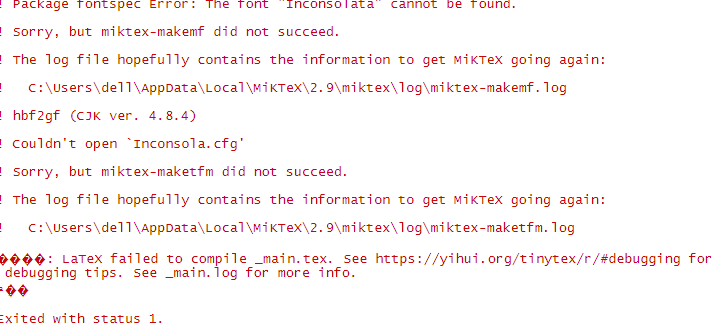 ! Package fontspec Error: The font "Inconsolata" cannot be found.
! Sorry, but miktex-makemf did not succeed.
! The log file hopefully contains the information to get MiKTeX going again:
!   C:\Users\dell\AppData\Local\MiKTeX\2.9\miktex\log\miktex-makemf.log
! hbf2gf (CJK ver. 4.8.4)
! Couldn't open `Inconsola.cfg'
! Sorry, but miktex-maketfm did not succeed.
! The log file hopefully contains the information to get MiKTeX going again:
!   C:\Users\dell\AppData\Local\MiKTeX\2.9\miktex\log\miktex-maketfm.log
����: LaTeX failed to compile _main.tex. See https://yihui.org/tinytex/r/#debugging for
debugging tips. See _main.log for more info.
��
Exited with status 1.